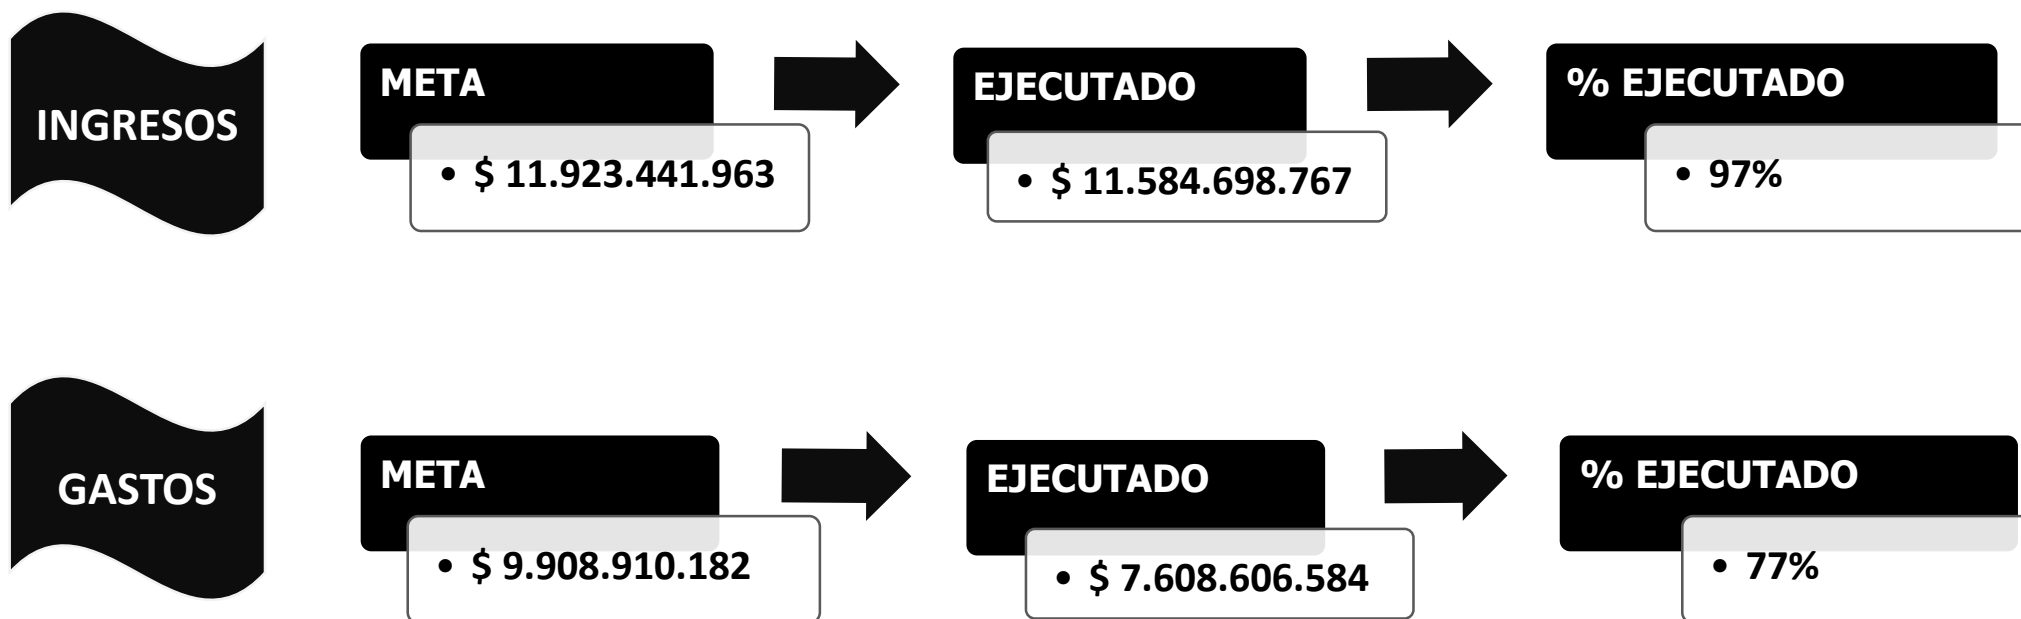 INGRESOS
META
• $ 11.923.441.963
EJECUTADO
• $ 11.584.698.767
% EJECUTADO
• 97%
GASTOS
META
• $ 9.908.910.182
EJECUTADO
• $ 7.608.606.584
% EJECUTADO
• 77%